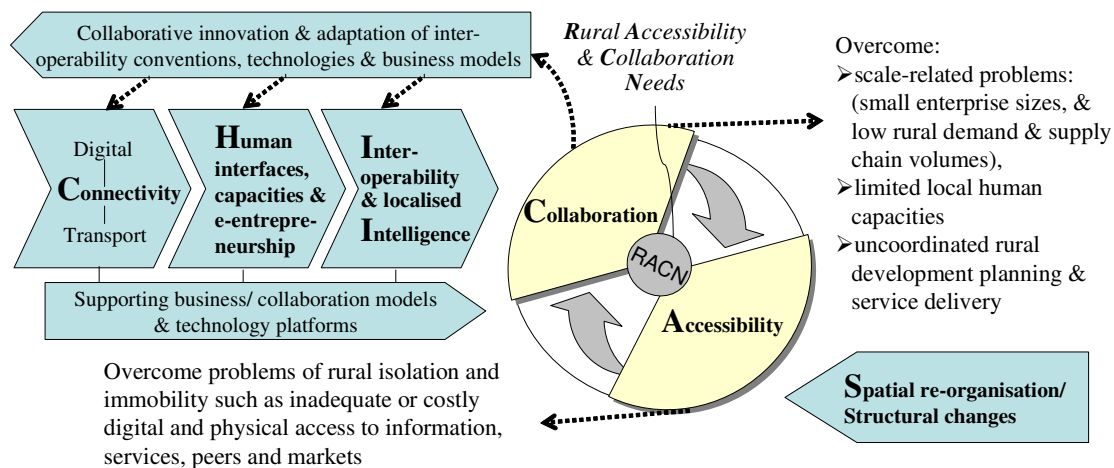 Collaborative innovation & adaptation of inter-
operability conventions, technologies & business models
Digital
Connectivity
Transport
Human
interfaces,
capacities &
e-entrepre-
neurship
Inter-
operability
& localised
Intelligence
Supporting business/ collaboration models
& technology platforms
Rural Accessibility
& Collaboration
Needs
Collaboration
RACN
Accessibility
Overcome:
➢scale-related problems:
(small enterprise sizes, &
low rural demand & supply
chain volumes),
➢limited local human
capacities
➢uncoordinated rural
development planning &
service delivery
Overcome problems of rural isolation and
immobility such as inadequate or costly
digital and physical access to information,
services, peers and markets
Spatial re-organisation/
Structural changes